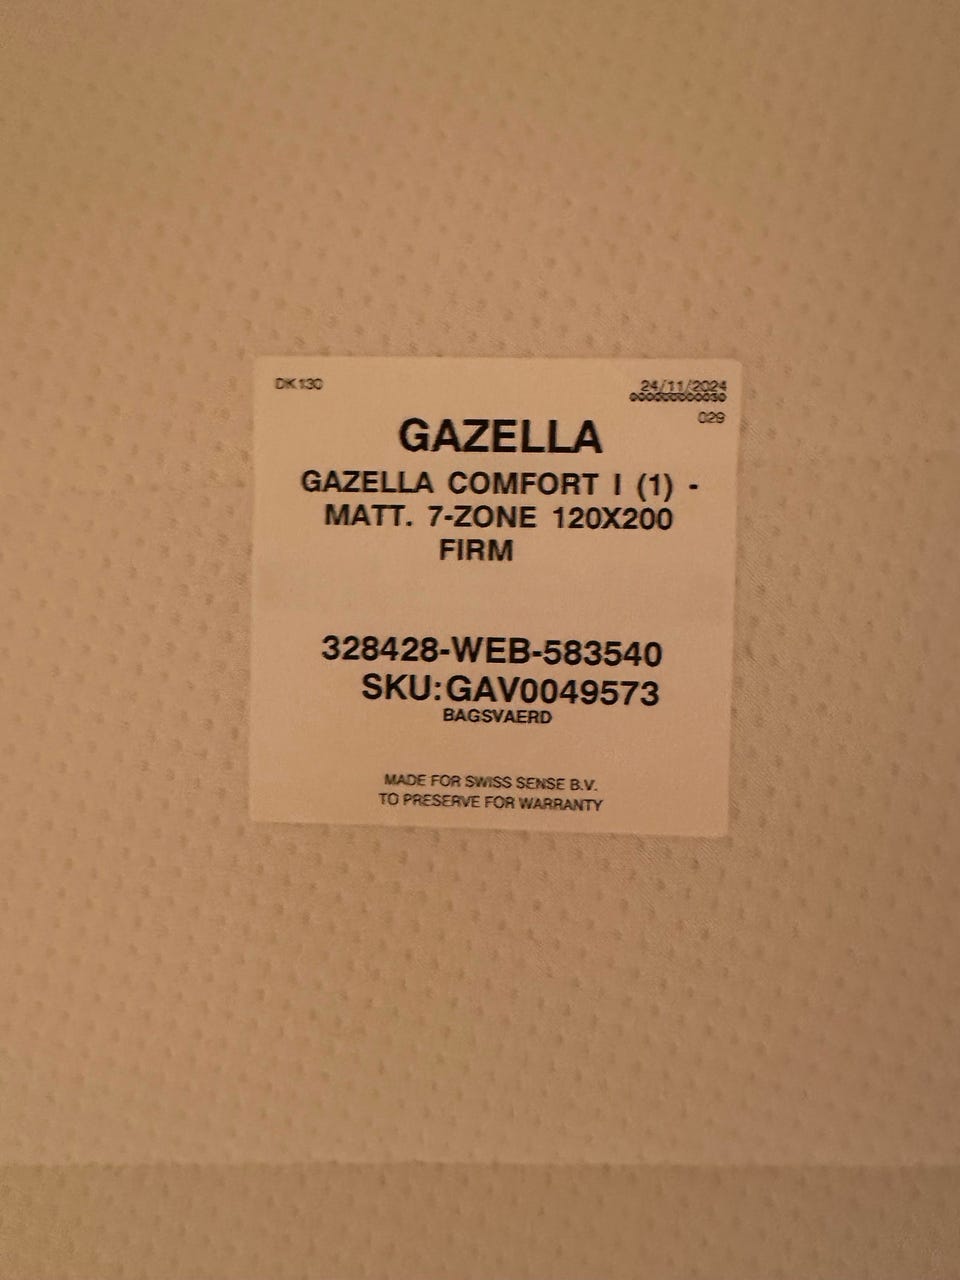 DK130
24/11/2024
000000000030
029
GAZELLA
GAZELLA COMFORT I (1) -
MATT. 7-ZONE 120X200
FIRM
328428-WEB-583540
SKU:GAV0049573
BAGSVAERD
MADE FOR SWISS SENSE B.V.
TO PRESERVE FOR WARRANTY